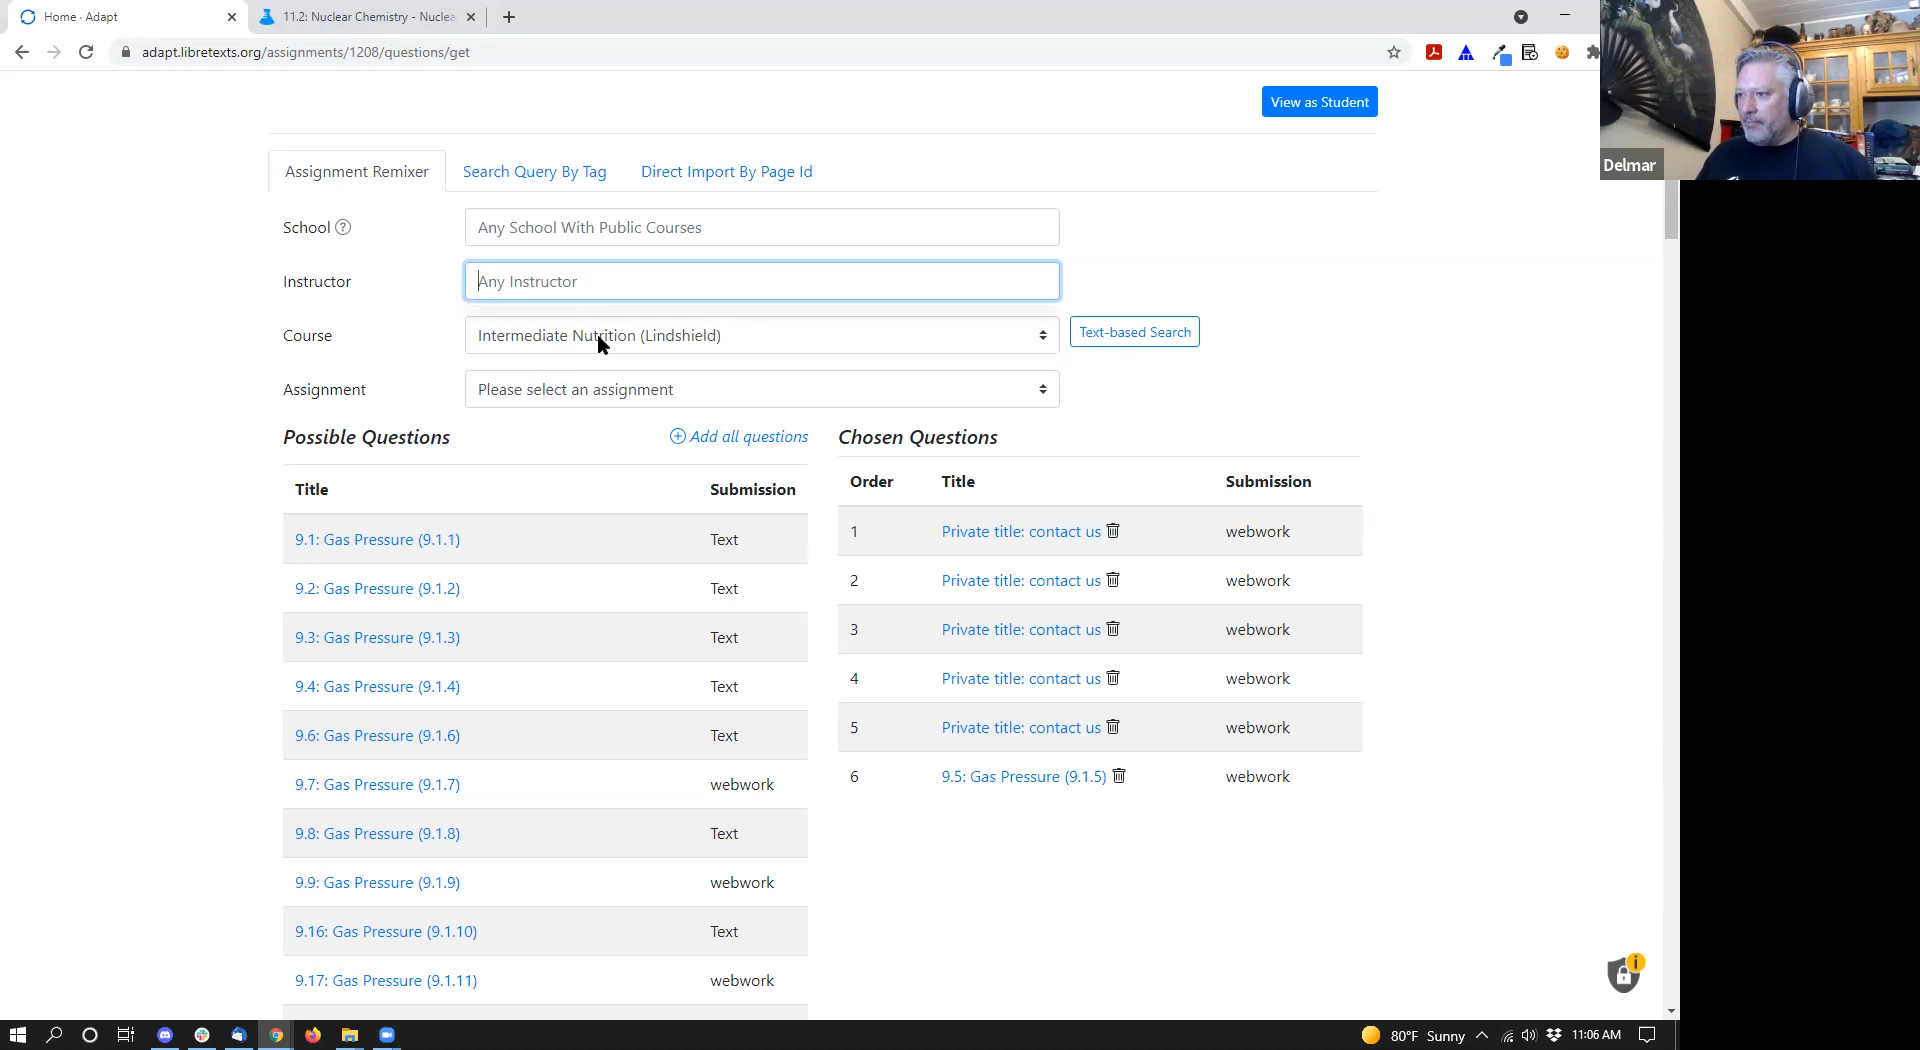 Home · Adapt
11.2: Nuclear Chemistry - Nuclea
adapt.libretexts.org/assignments/1208/questions/get
View as Student
Delmar
Assignment Remixer
Search Query By Tag
Direct Import By Page Id
School ?
Any School With Public Courses
Instructor
Any Instructor
Course
Intermediate Nutrition (Lindshield)
Text-based Search
Assignment
Please select an assignment
Possible Questions
Add all questions
Title Submission
9.1: Gas Pressure (9.1.1) Text
9.2: Gas Pressure (9.1.2) Text
9.3: Gas Pressure (9.1.3) Text
9.4: Gas Pressure (9.1.4) Text
9.6: Gas Pressure (9.1.6) Text
9.7: Gas Pressure (9.1.7) webwork
9.8: Gas Pressure (9.1.8) Text
9.9: Gas Pressure (9.1.9) webwork
9.16: Gas Pressure (9.1.10) Text
9.17: Gas Pressure (9.1.11) webwork
Chosen Questions
Order Title Submission
1 Private title: contact us webwork
2 Private title: contact us webwork
3 Private title: contact us webwork
4 Private title: contact us webwork
5 Private title: contact us webwork
6 9.5: Gas Pressure (9.1.5) webwork
80°F Sunny
11:06 AM